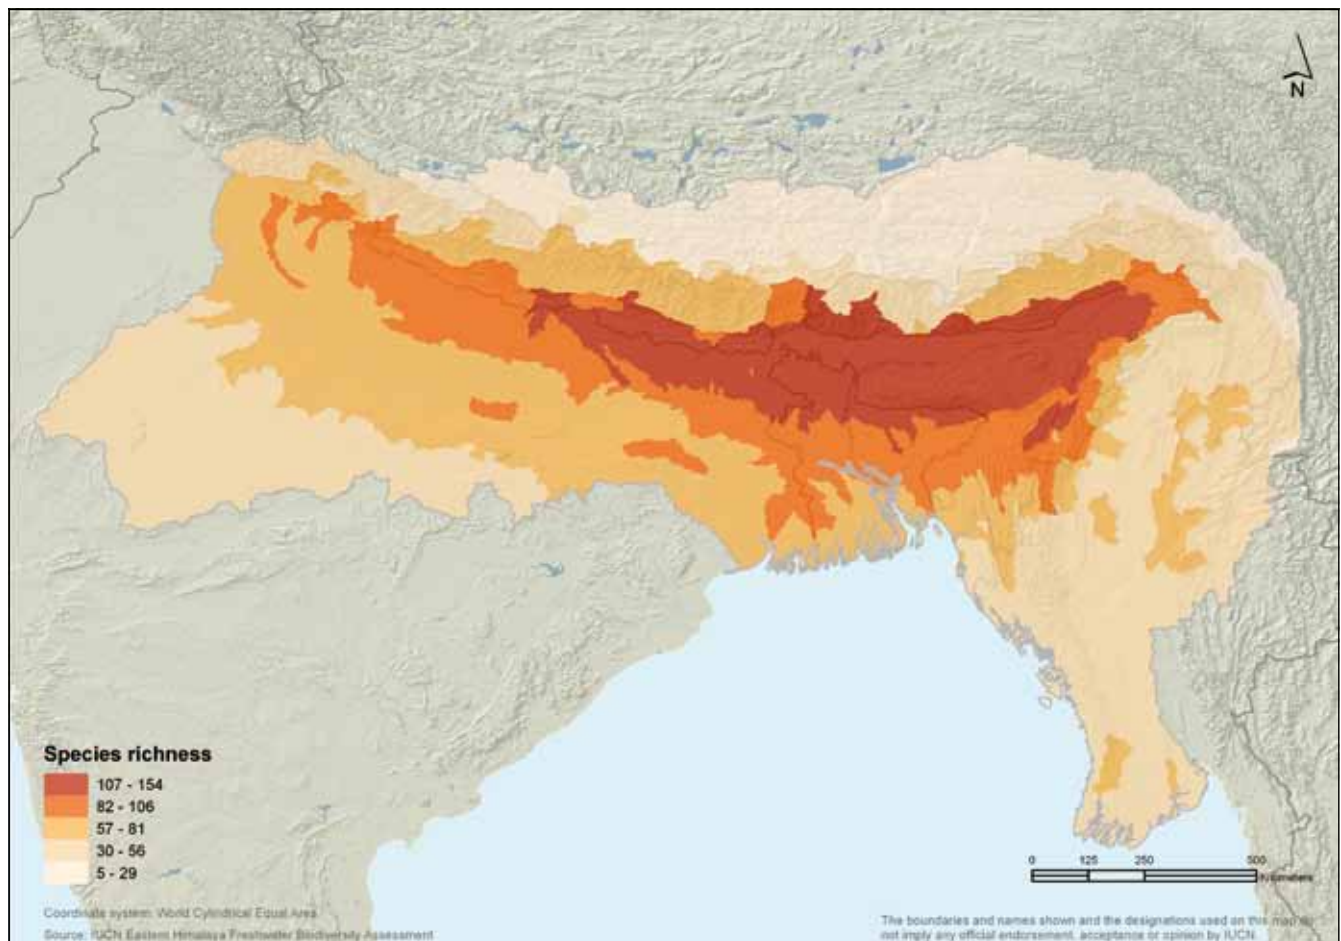 N
Species richness
107 - 154
82 - 106
57 - 81
30 - 56
5 - 29
0 125 250 500
Kilometers
Coordinate system: World Cylindrical Equal Area
Source: IUCN Eastern Himalaya Freshwater Biodiversity Assessment
The boundaries and names shown and the designations used on this map do
not imply any official endorsement, acceptance or opinion by IUCN.